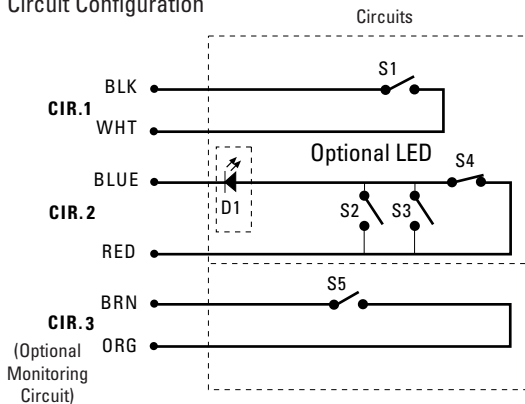 Circuit Configuration
Circuits
S1
BLK
CIR.1
WHT
Optional LED
S4
BLUE
D1
S2
S3
CIR.2
RED
S5
BRN
CIR.3
(Optional
Monitoring
Circuit)
ORG